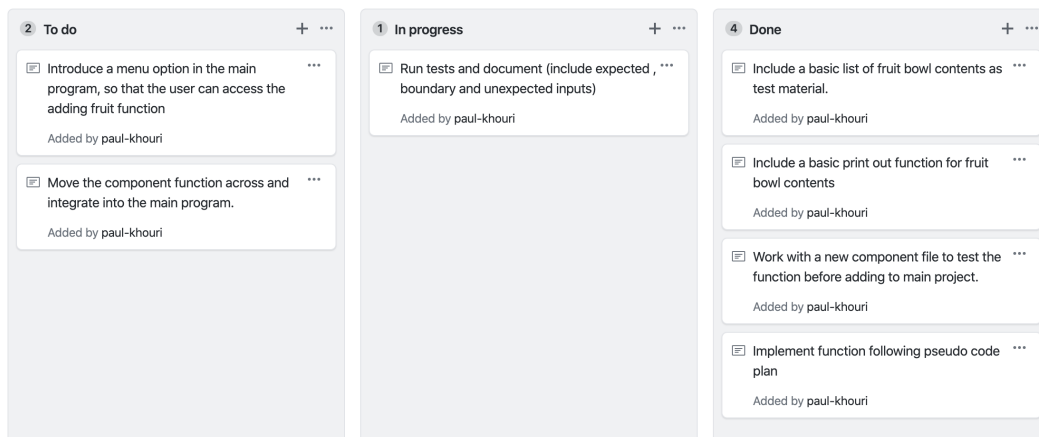 2 To do
Introduce a menu option in the main
program, so that the user can access the
adding fruit function
Added by paul-khouri
Move the component function across and
integrate into the main program.
Added by paul-khouri
1 In progress
Run tests and document (include expected ,
boundary and unexpected inputs)
Added by paul-khouri
4 Done
Include a basic list of fruit bowl contents as
test material.
Added by paul-khouri
Include a basic print out function for fruit
bowl contents
Added by paul-khouri
Work with a new component file to test the
function before adding to main project.
Added by paul-khouri
Implement function following pseudo code
plan
Added by paul-khouri